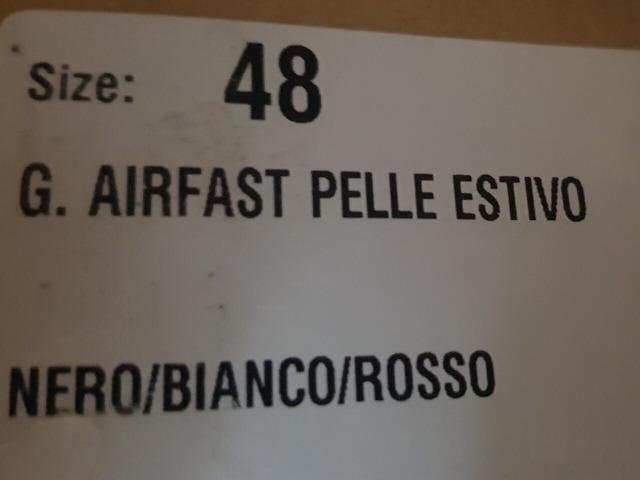 Size: 48
G. AIRFAST PELLE ESTIVO
NERO/BIANCO/ROSSO